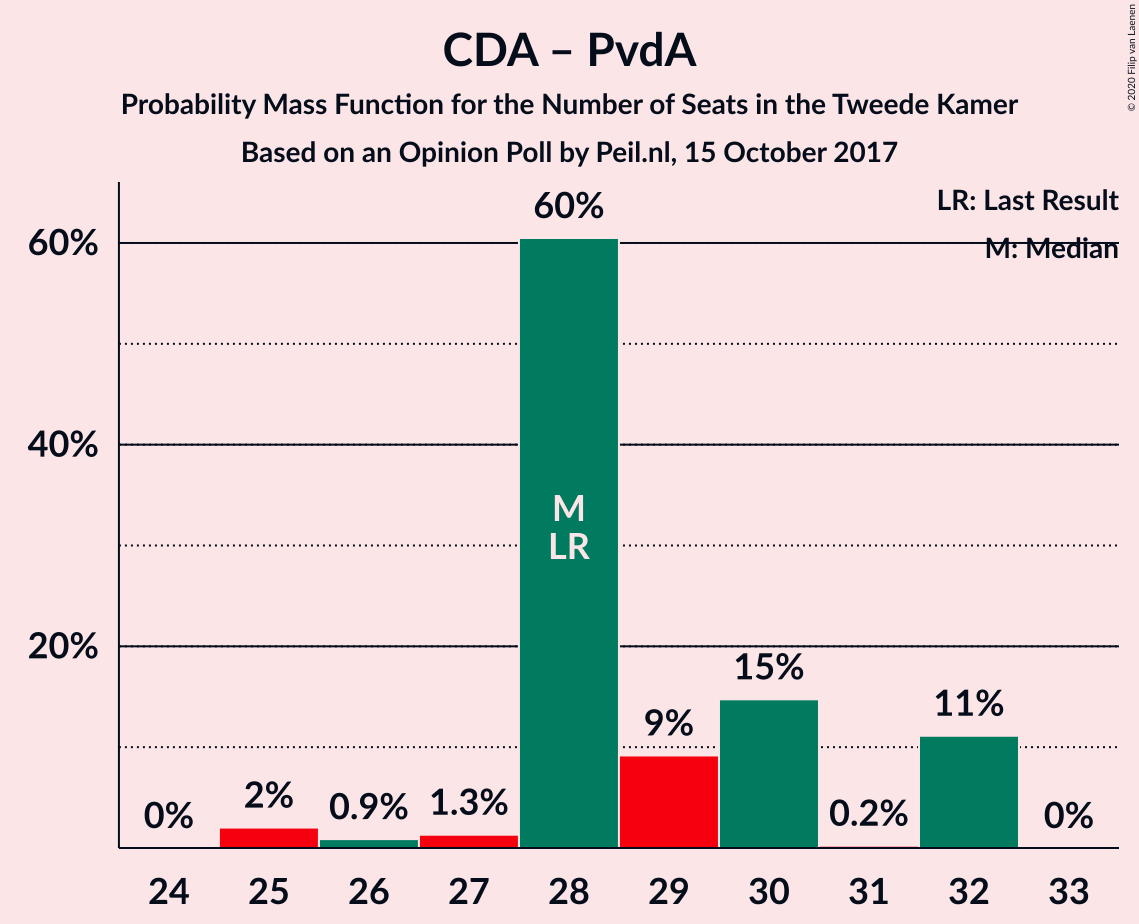 CDA – PvdA
Probability Mass Function for the Number of Seats in the Tweede Kamer
Based on an Opinion Poll by Peil.nl, 15 October 2017
© 2020 Filip van Laenen
LR: Last Result
M: Median
60%
40%
20%
0%
2%
0.9%
1.3%
60%
M
LR
9%
15%
0.2%
11%
0%
24
25
26
27
28
29
30
31
32
33